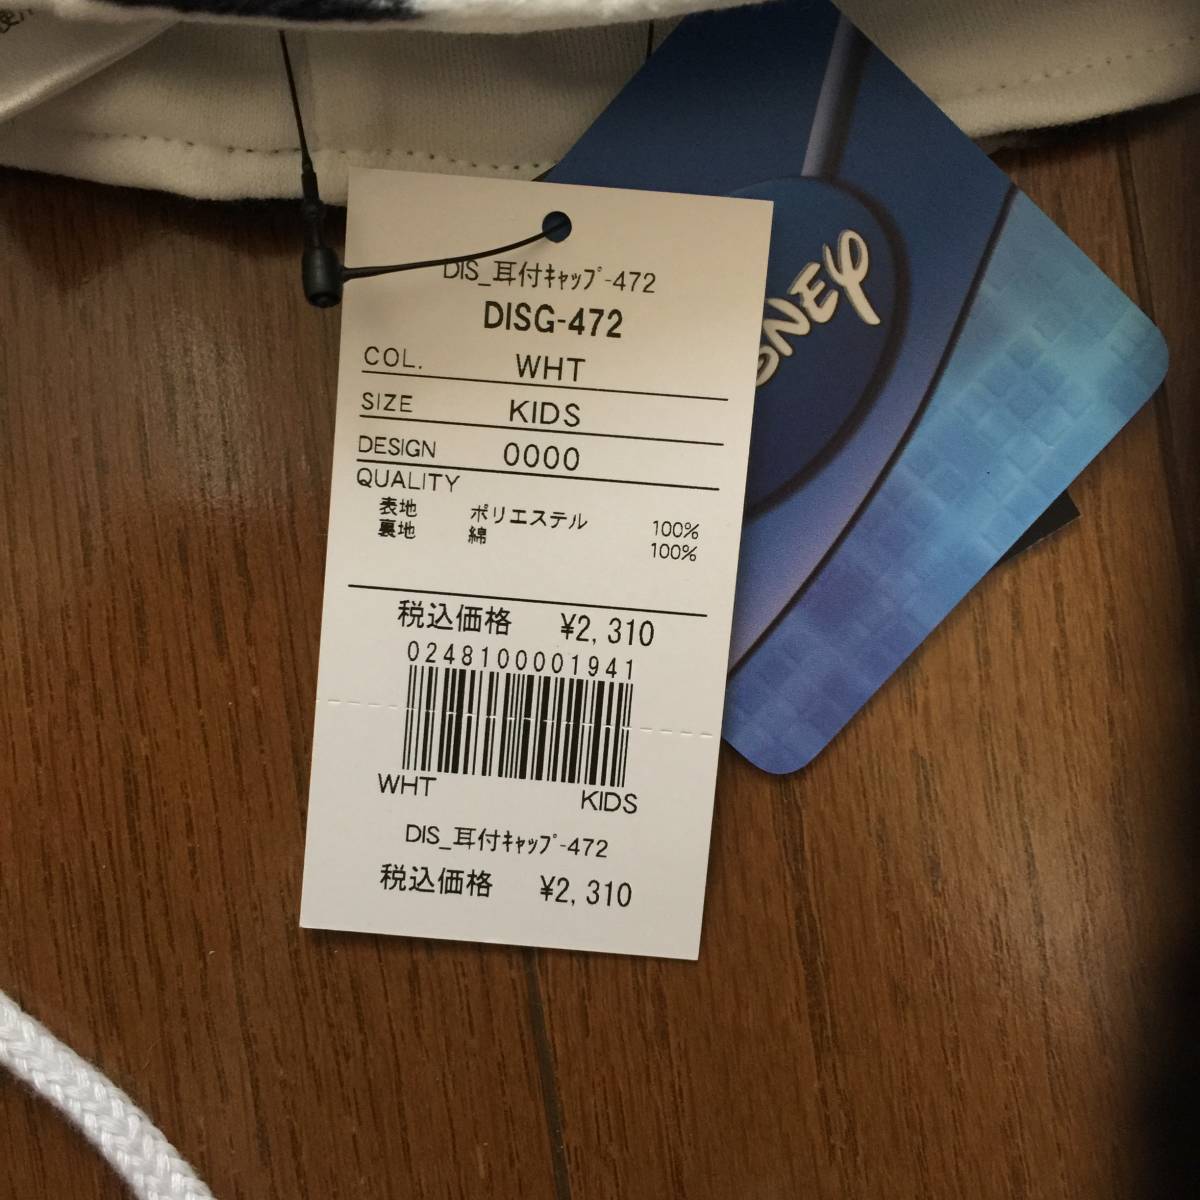 DIS_耳付ｷｬｯﾌﾟ-472
DISG-472
COL. WHT
SIZE KIDS
DESIGN 0000
QUALITY
表地 ポリエステル 100%
裏地 綿 100%
税込価格 ¥2,310
0248100001941
WHT KIDS
DIS_耳付ｷｬｯﾌﾟ-472
税込価格 ¥2,310
SNEY